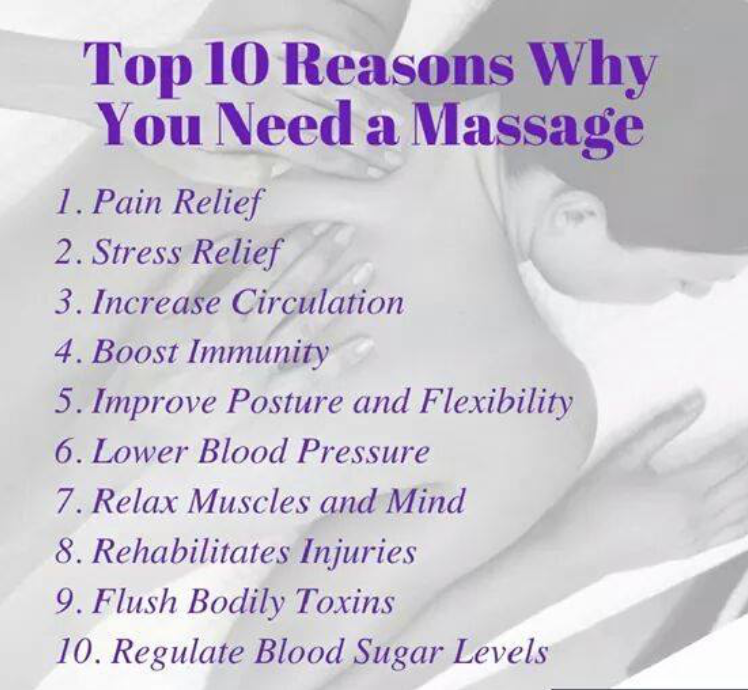 Top 10 Reasons Why
You Need a Massage
1. Pain Relief
2. Stress Relief
3. Increase Circulation
4. Boost Immunity
5. Improve Posture and Flexibility
6. Lower Blood Pressure
7. Relax Muscles and Mind
8. Rehabilitates Injuries
9. Flush Bodily Toxins
10. Regulate Blood Sugar Levels